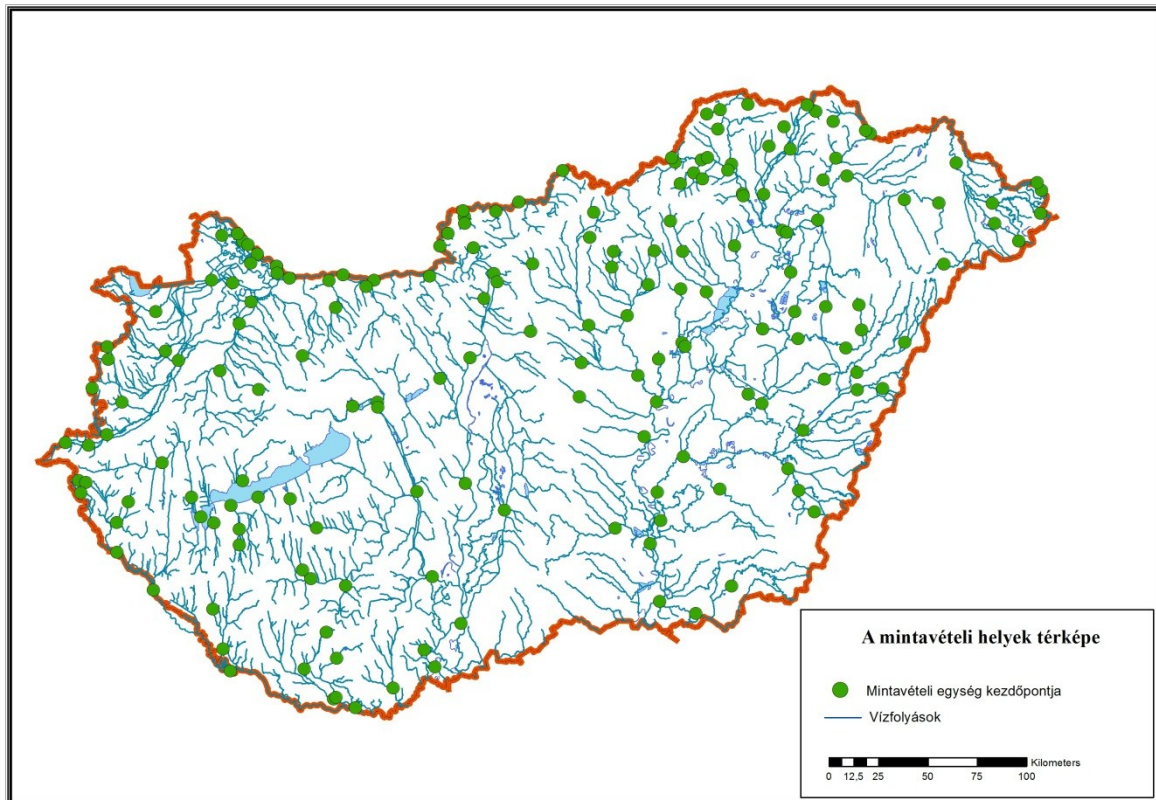 A mintavételi helyek térképe
Mintavételi egység kezdőpontja
Vízfolyások
Kilometers
0 12,5 25 50 75 100